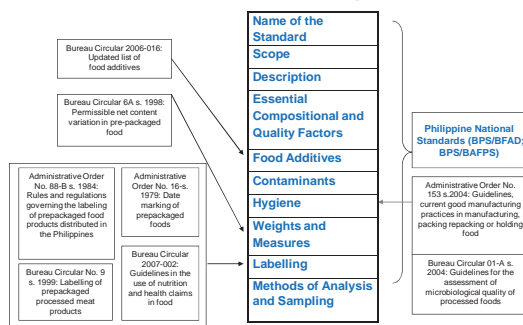 Name of the
Standard
Scope
Description
Essential
Compositional and
Quality Factors
Food Additives
Contaminants
Hygiene
Weights and
Measures
Labelling
Methods of Analysis
and Sampling
Bureau Circular 2006-016:
Updated list of
food additives
Bureau Circular 6A s. 1998:
Permissible net content
variation in pre-packaged
food
Administrative Order
No. 88-B s. 1984:
Rules and regulations
governing the labeling
of prepackaged food
products distributed in
the Philippines
Administrative
Order No. 16-s.
1979: Date
marking of
prepackaged
foods
Bureau Circular No. 9
s. 1999: Labelling of
prepackaged
processed meat
products
Bureau Circular
2007-002:
Guidelines in
the use of nutrition
and health claims
in food
Philippine National
Standards (BPS/BFAD;
BPS/BAFPS)
Administrative Order No.
153 s.2004: Guidelines,
current good manufacturing
practices in manufacturing,
packing repacking or holding
food
Bureau Circular 01-A s.
2004: Guidelines for the
assessment of
microbiological quality of
processed foods